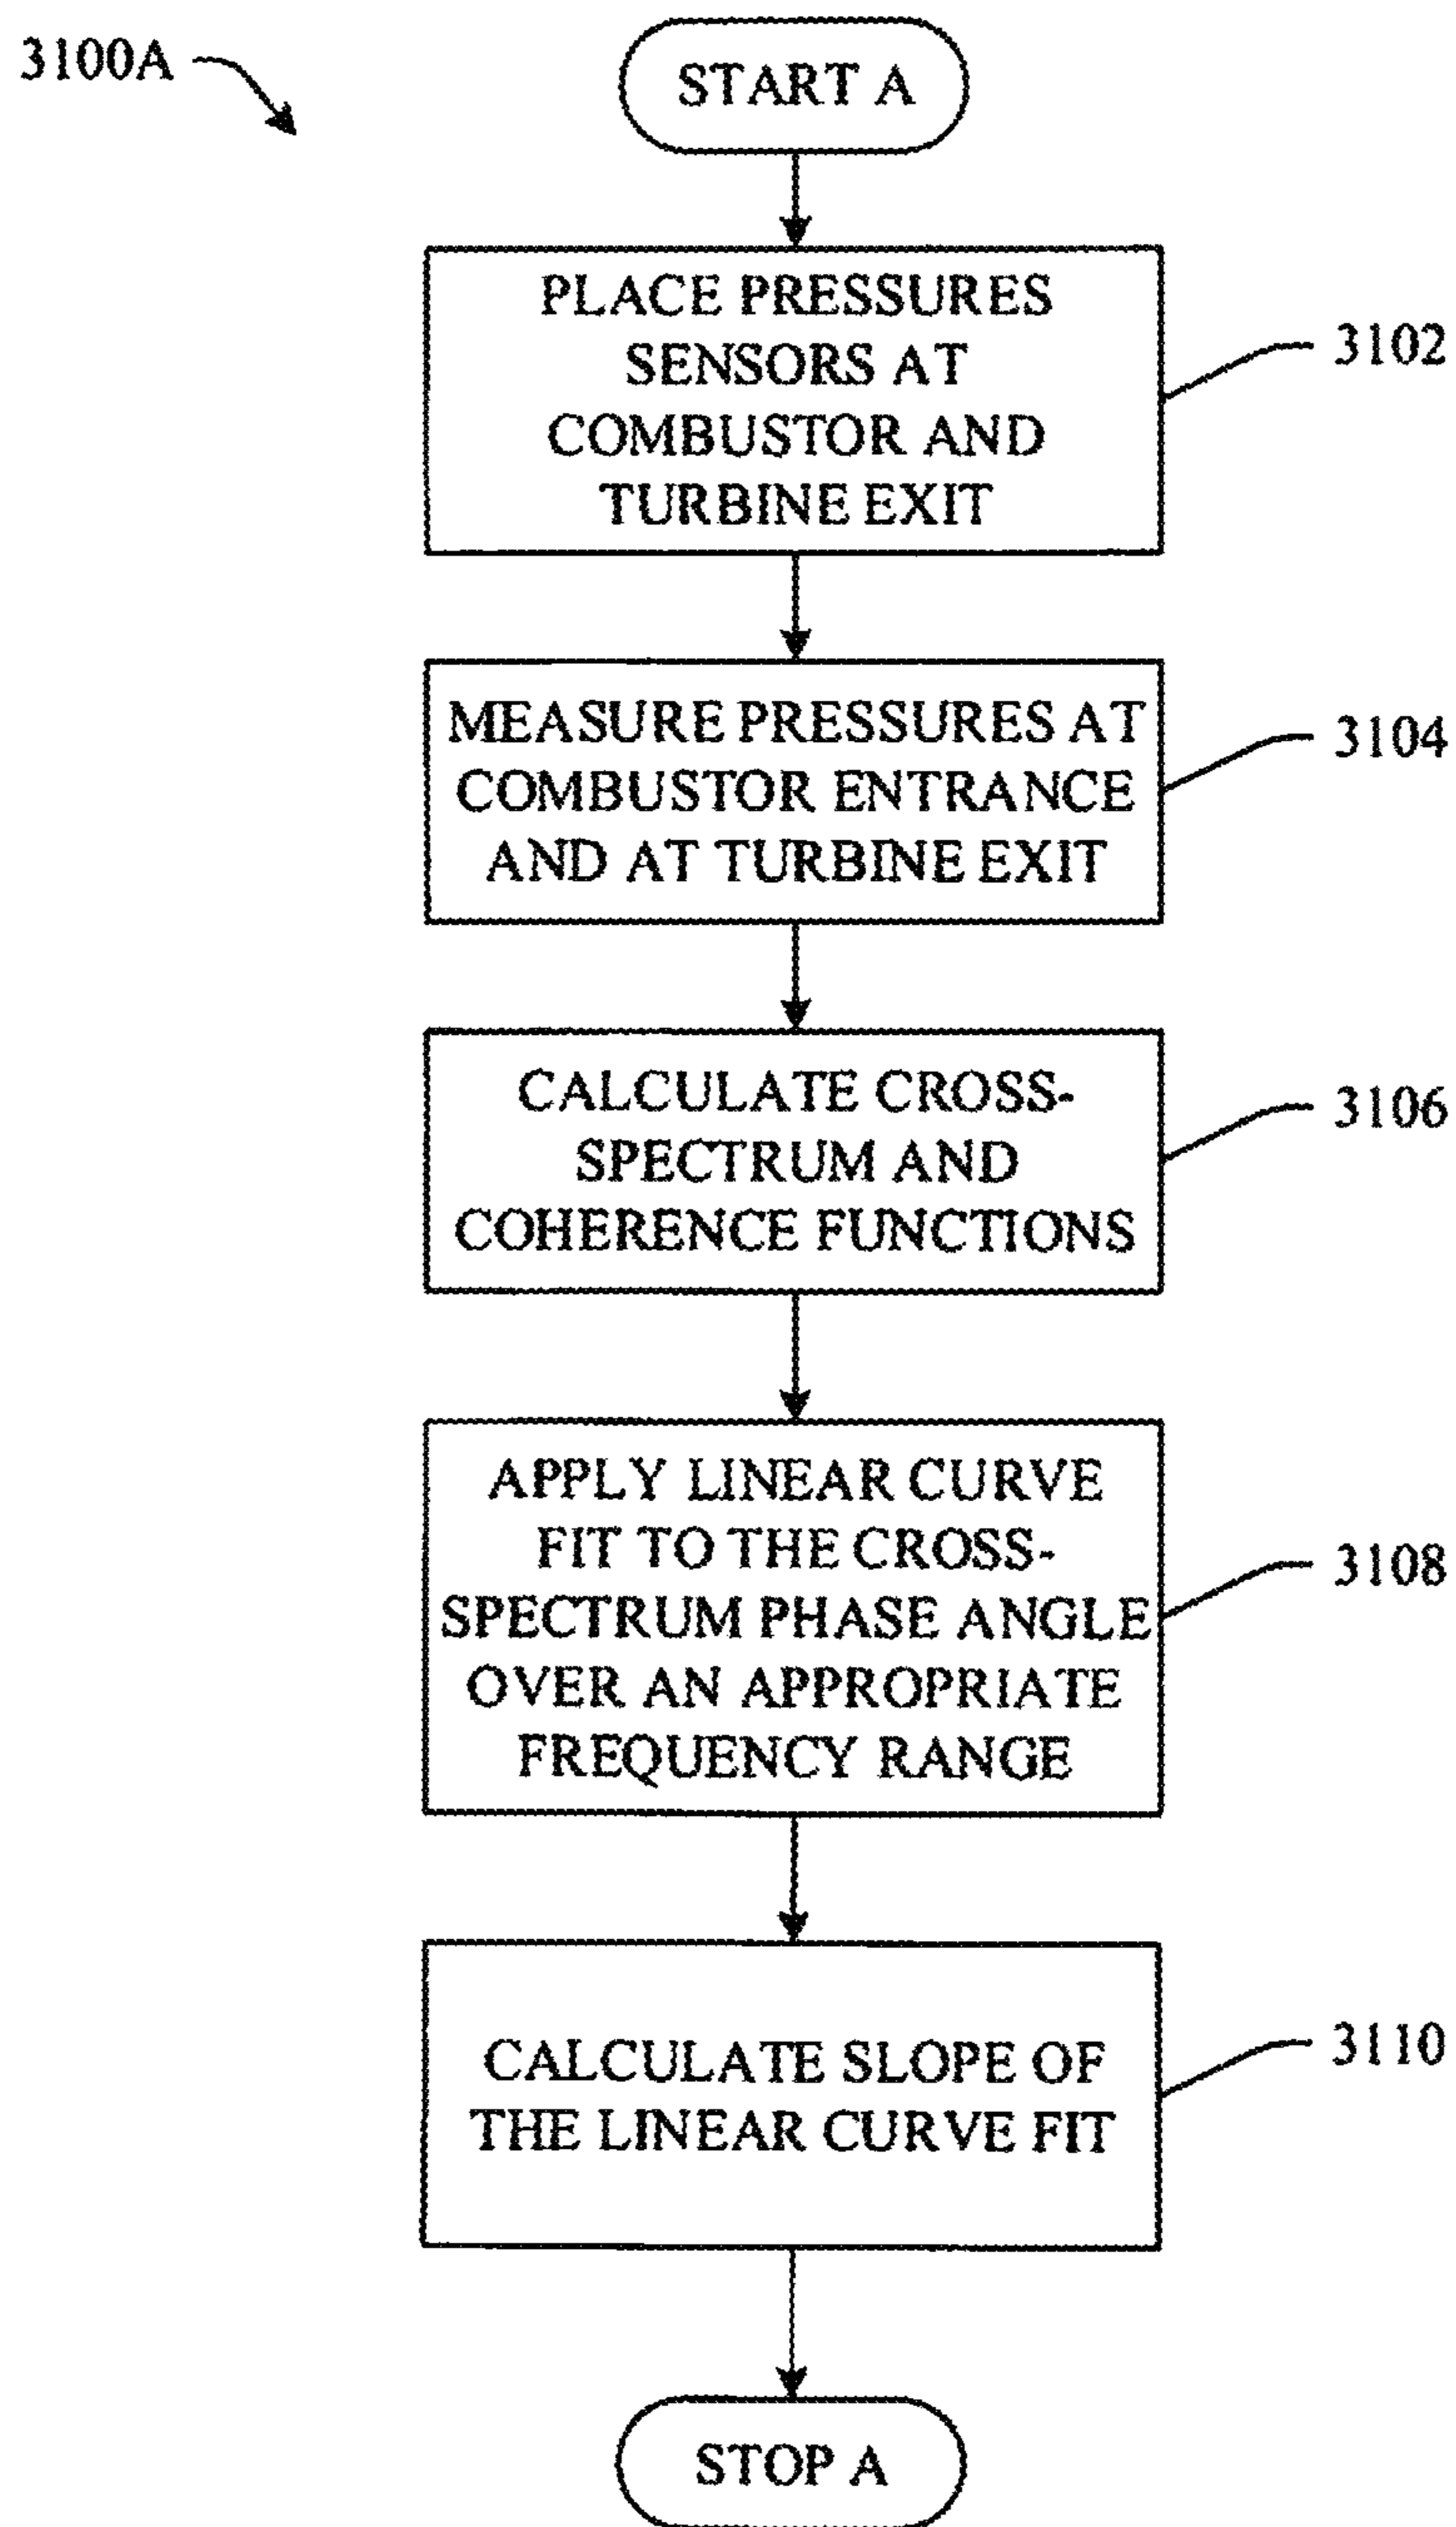 3100A
START A
PLACE PRESSURES
SENSORS AT
COMBUSTOR AND
TURBINE EXIT
3102
MEASURE PRESSURES AT
COMBUSTOR ENTRANCE
AND AT TURBINE EXIT
3104
CALCULATE CROSS-
SPECTRUM AND
COHERENCE FUNCTIONS
3106
APPLY LINEAR CURVE
FIT TO THE CROSS-
SPECTRUM PHASE ANGLE
OVER AN APPROPRIATE
FREQUENCY RANGE
3108
CALCULATE SLOPE OF
THE LINEAR CURVE FIT
3110
STOP A